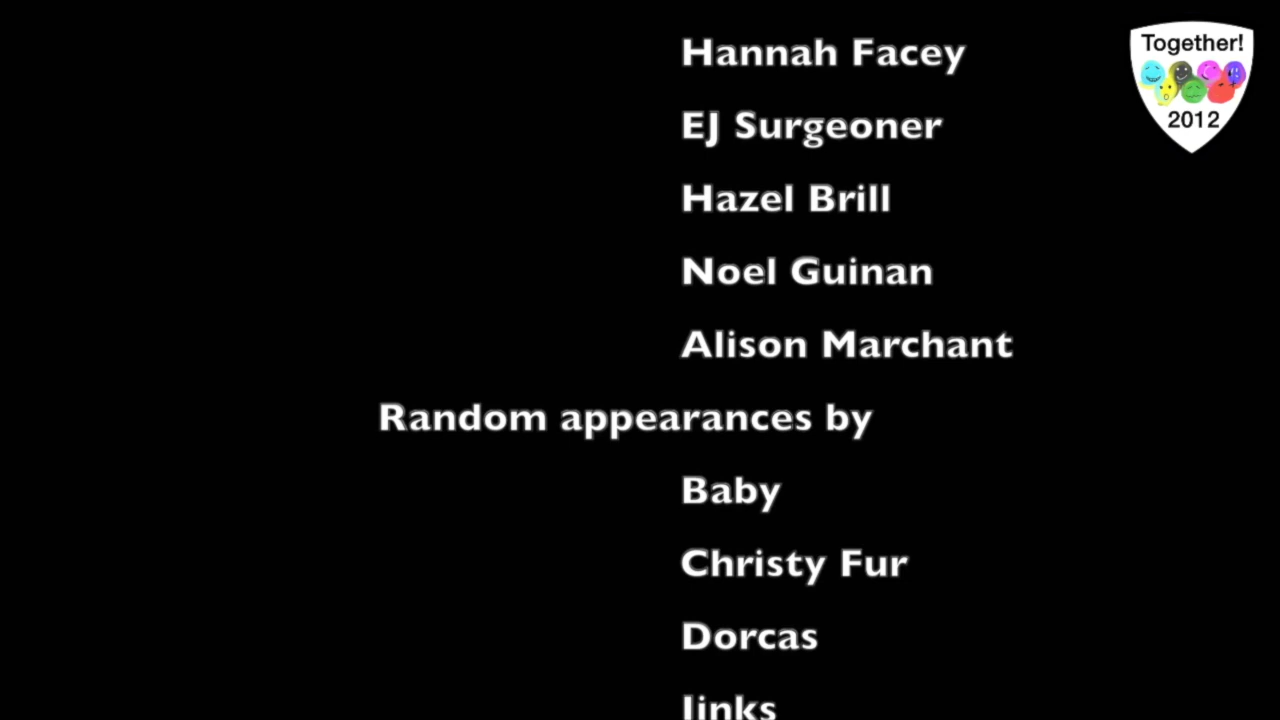 Hannah Facey
EJ Surgeoner
Hazel Brill
Noel Guinan
Alison Marchant
Random appearances by
Baby
Christy Fur
Dorcas
Jinks
Together!
2012